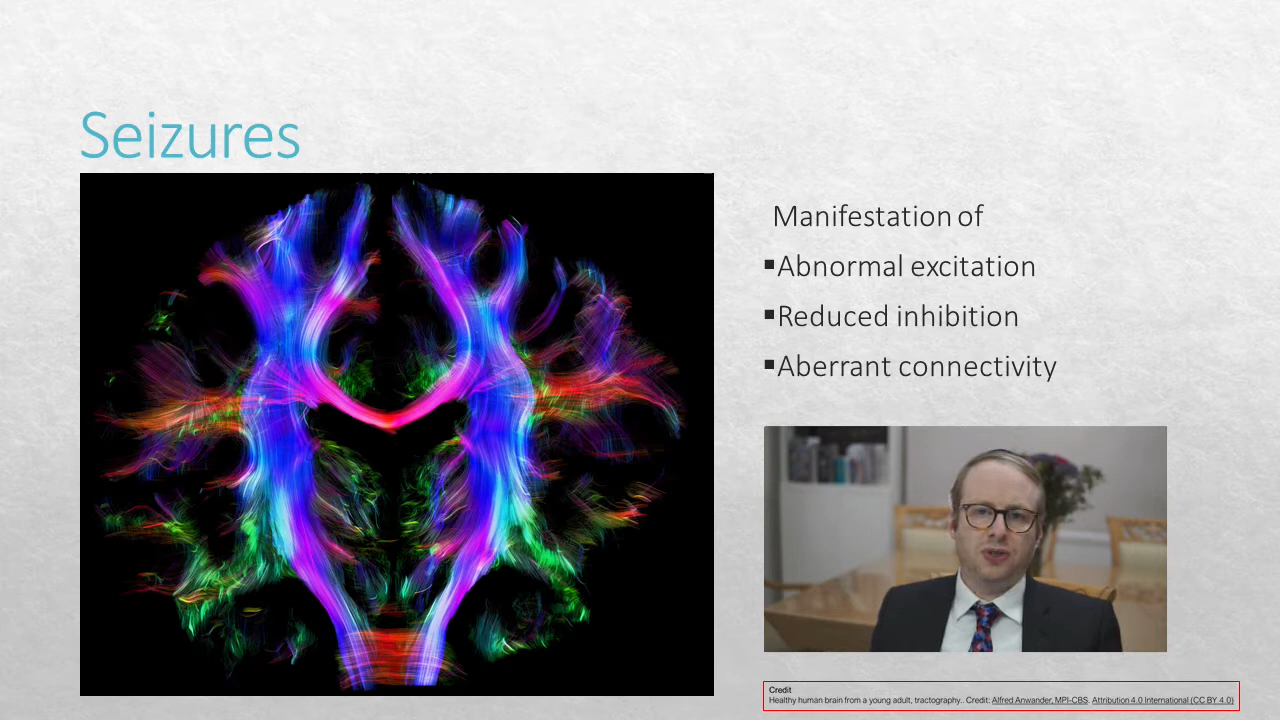 Seizures
Manifestation of
▪Abnormal excitation
▪Reduced inhibition
▪Aberrant connectivity
Credit
Healthy human brain from a young adult, tractography.. Credit: Alfred Anwander, MPI-CBS. Attribution 4.0 International (CC BY 4.0)